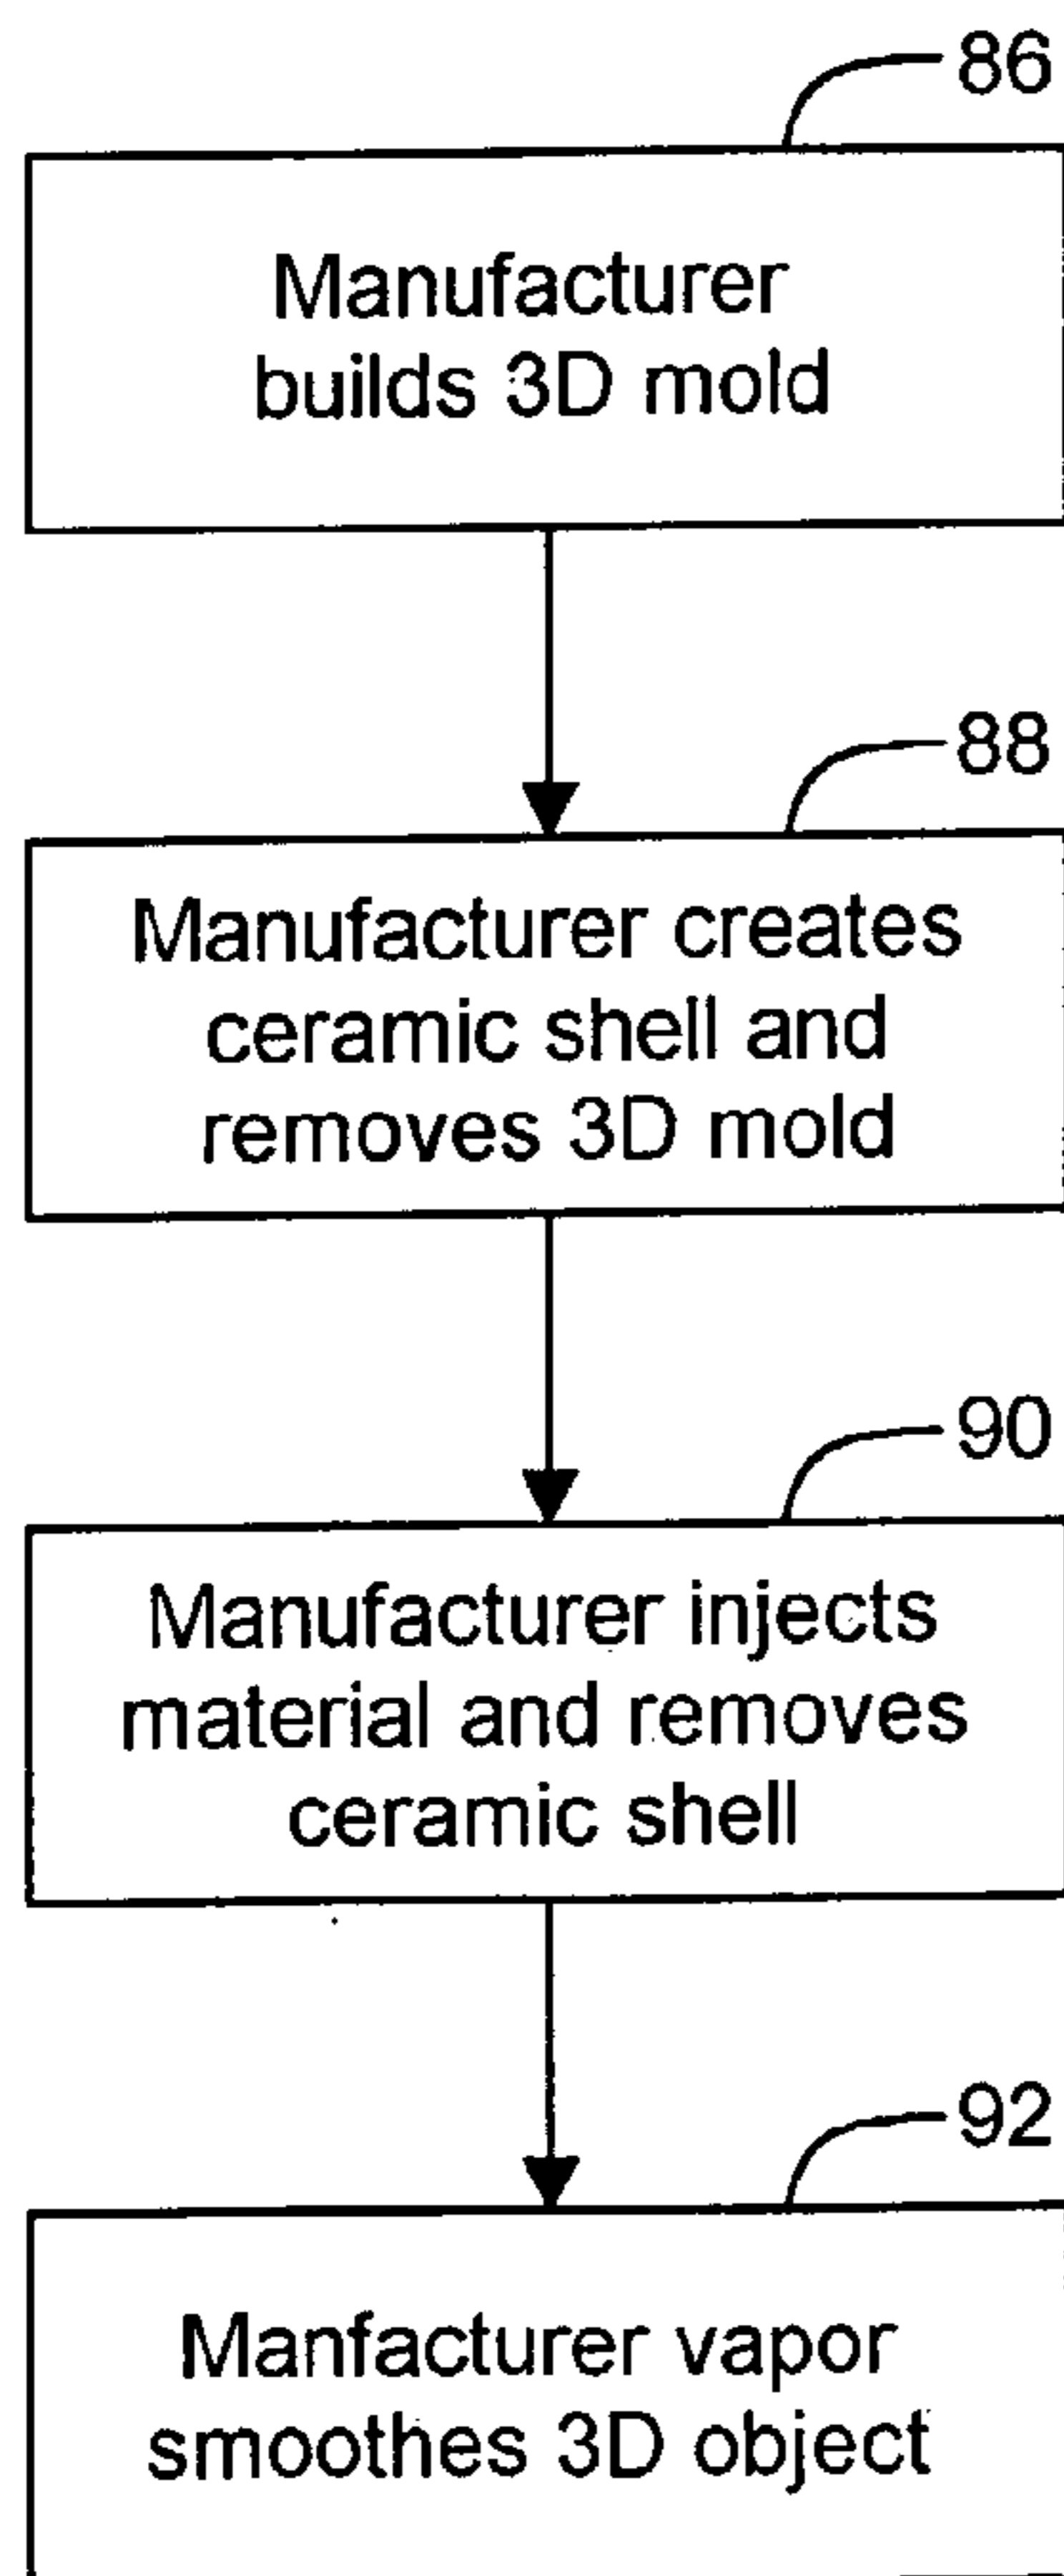 86
Manufacturer
builds 3D mold
88
Manufacturer creates
ceramic shell and
removes 3D mold
90
Manufacturer injects
material and removes
ceramic shell
92
Manfacturer vapor
smoothes 3D object